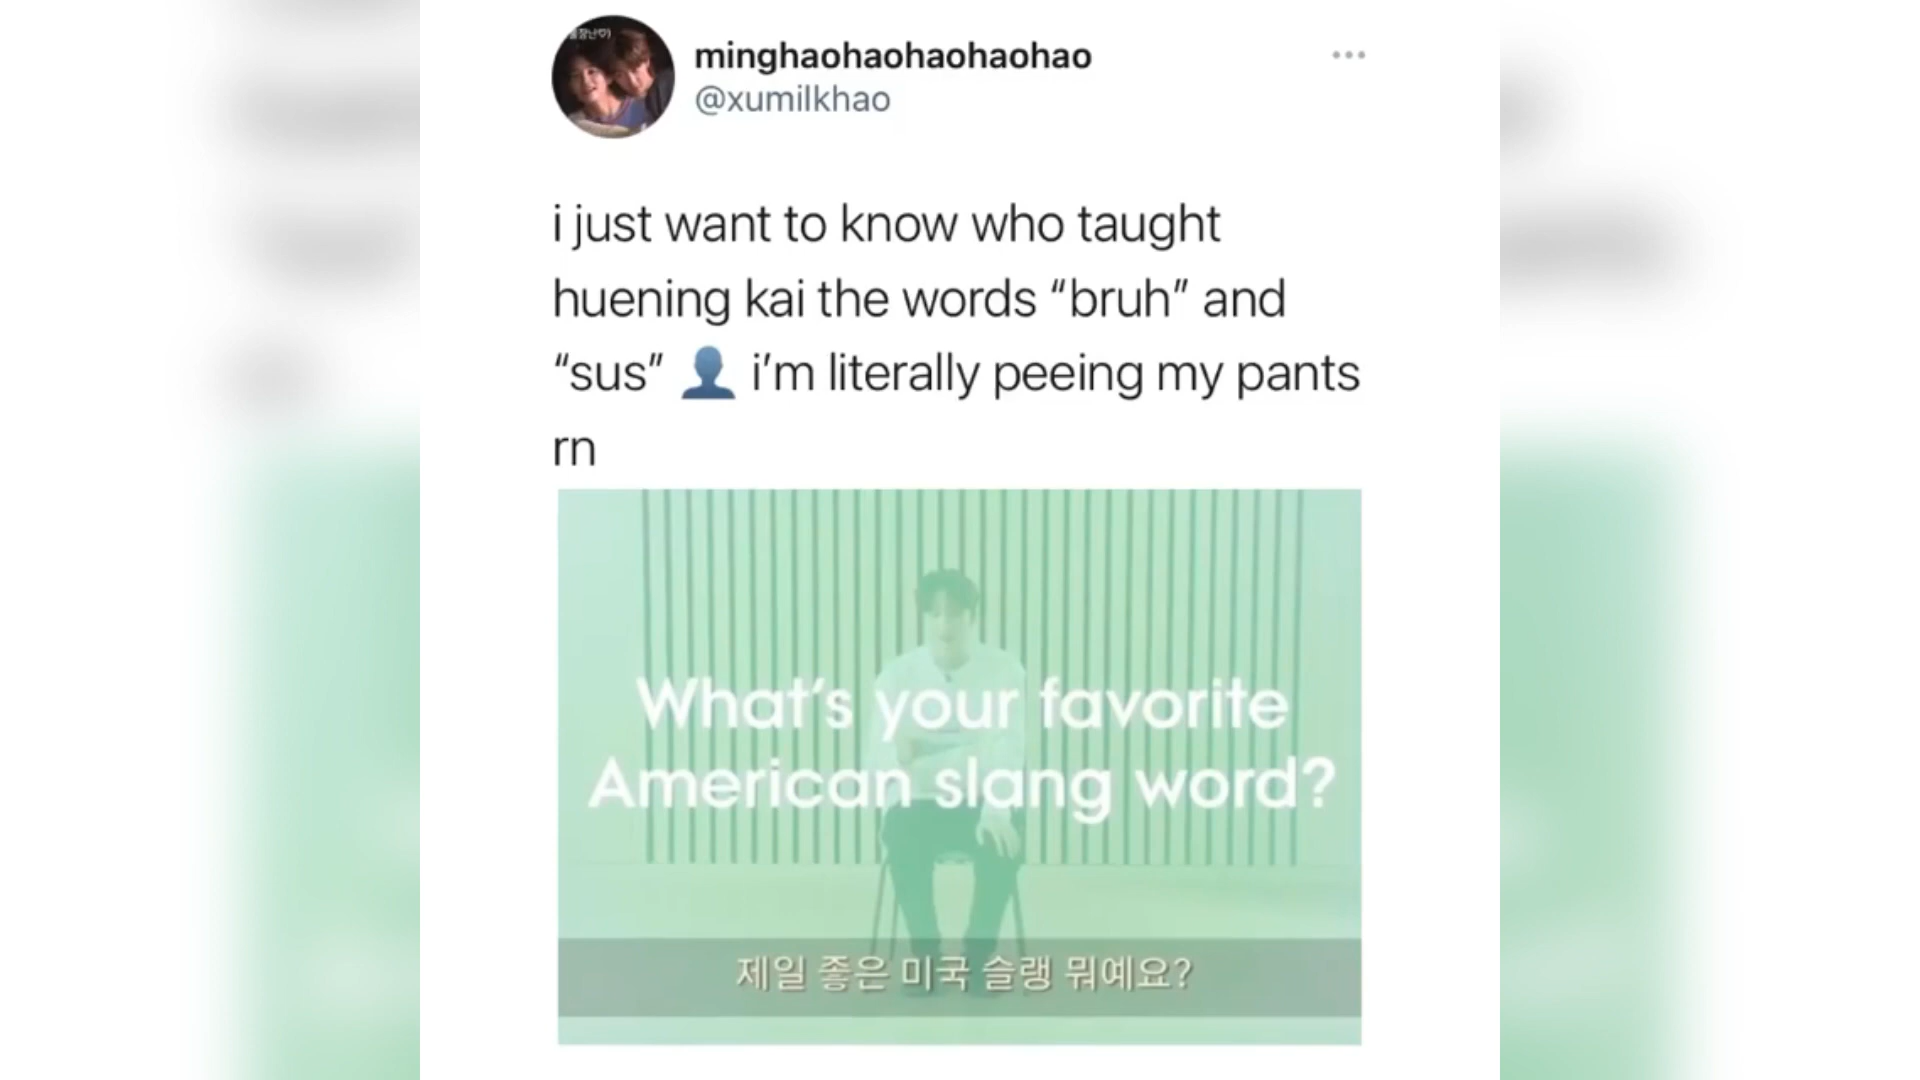 minghaohaohaohaohao
@xumilkhao
i just want to know who taught
huening kai the words “bruh” and
“sus” 👤 i’m literally peeing my pants
rn
What‘s your favorite
American slang word?
제일 좋은 미국 슬랭 뭐예요?